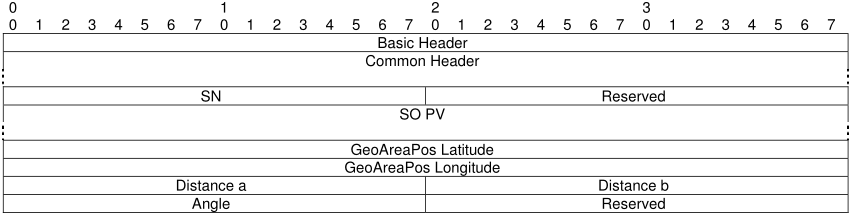 0 1 2 3
0 1 2 3 4 5 6 7 0 1 2 3 4 5 6 7 0 1 2 3 4 5 6 7 0 1 2 3 4 5 6 7
Basic Header
Common Header
SN Reserved
SO PV
GeoAreaPos Latitude
GeoAreaPos Longitude
Distance a Distance b
Angle Reserved